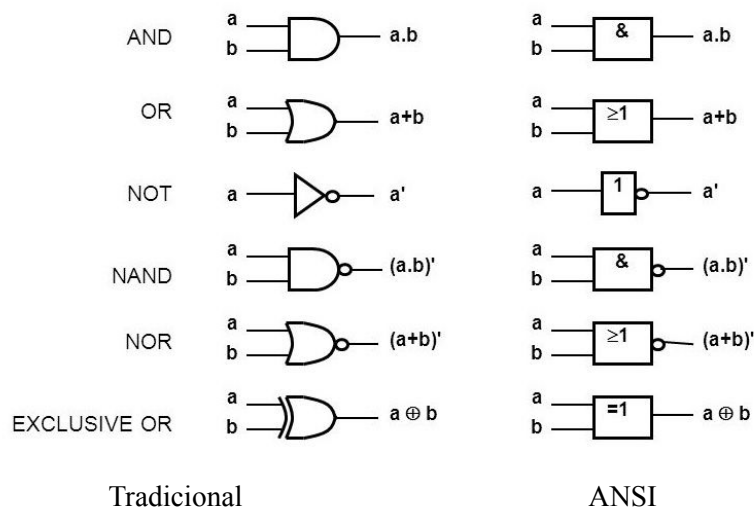 a a
AND & a.b a.b
b b
a a
OR ≥1 a+b a+b
b b
NOT a a' a 1 a'
a a
NAND & (a.b)' (a.b)'
b b
a a
NOR ≥1 (a+b)' (a+b)'
b b
a a
EXCLUSIVE OR =1 a ⊕ b a ⊕ b
b b
Tradicional ANSI